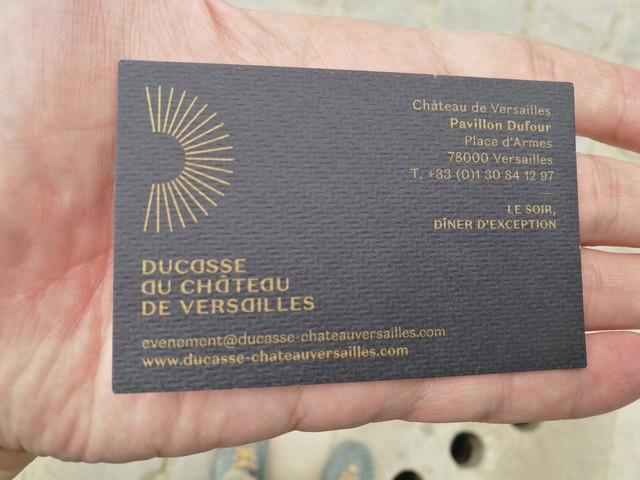 Château de Versailles
Pavillon Dufour
Place d'Armes
78000 Versailles
T. +33 (0)1 30 84 12 97
LE SOIR,
DÎNER D'EXCEPTION
DUCASSE
AU CHÂTEAU
DE VERSAILLES
evenement@ducasse-chateauversailles.com
www.ducasse-chateauversailles.com